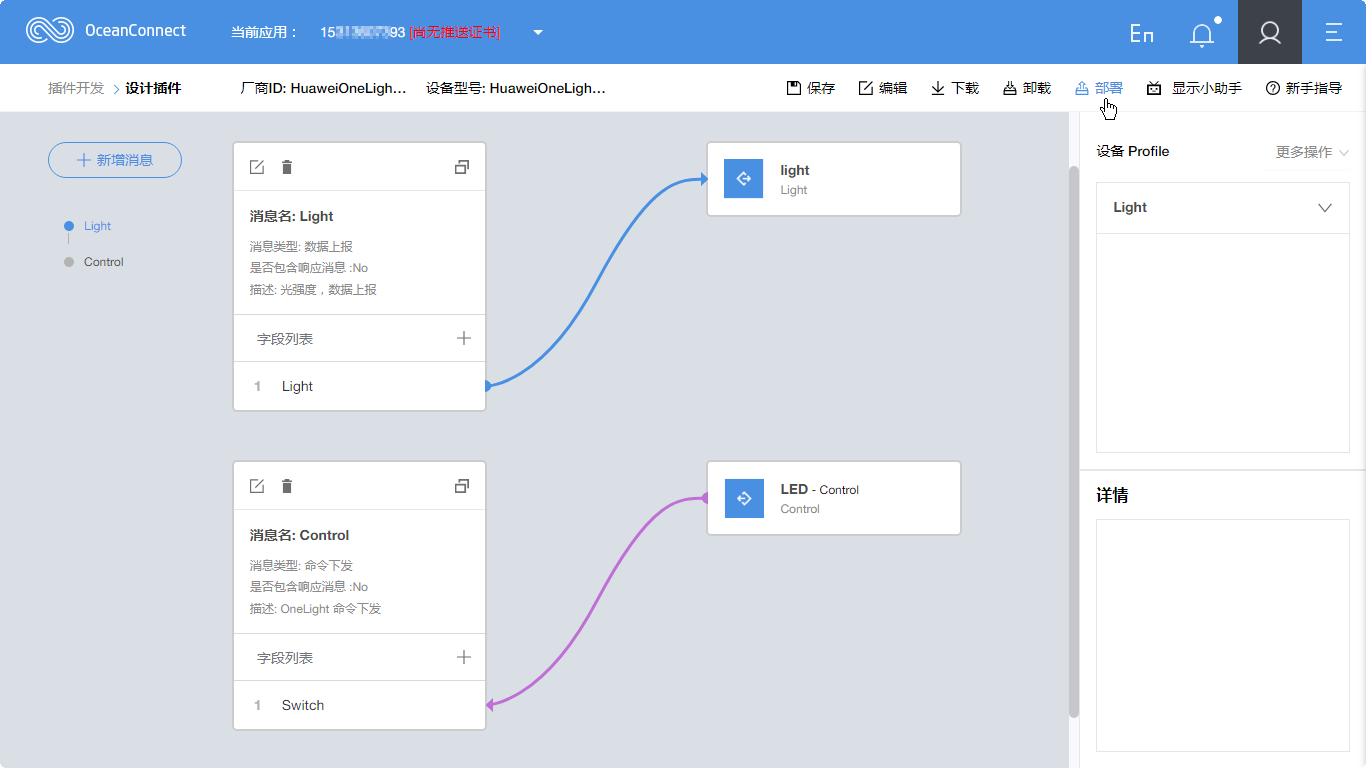 OceanConnect 当前应用： [尚无推送证书] En
插件开发 > 设计插件 厂商ID: HuaweiOneLigh... 设备型号: HuaweiOneLigh... 保存 编辑 下载 卸载 部署 显示小助手 新手指导
新增消息
Light
Control
消息名: Light
消息类型: 数据上报
是否包含响应消息 :No
描述: 光强度，数据上报
字段列表
1 Light
light
Light
消息名: Control
消息类型: 命令下发
是否包含响应消息 :No
描述: OneLight 命令下发
字段列表
1 Switch
LED - Control
Control
设备 Profile 更多操作
Light
详情